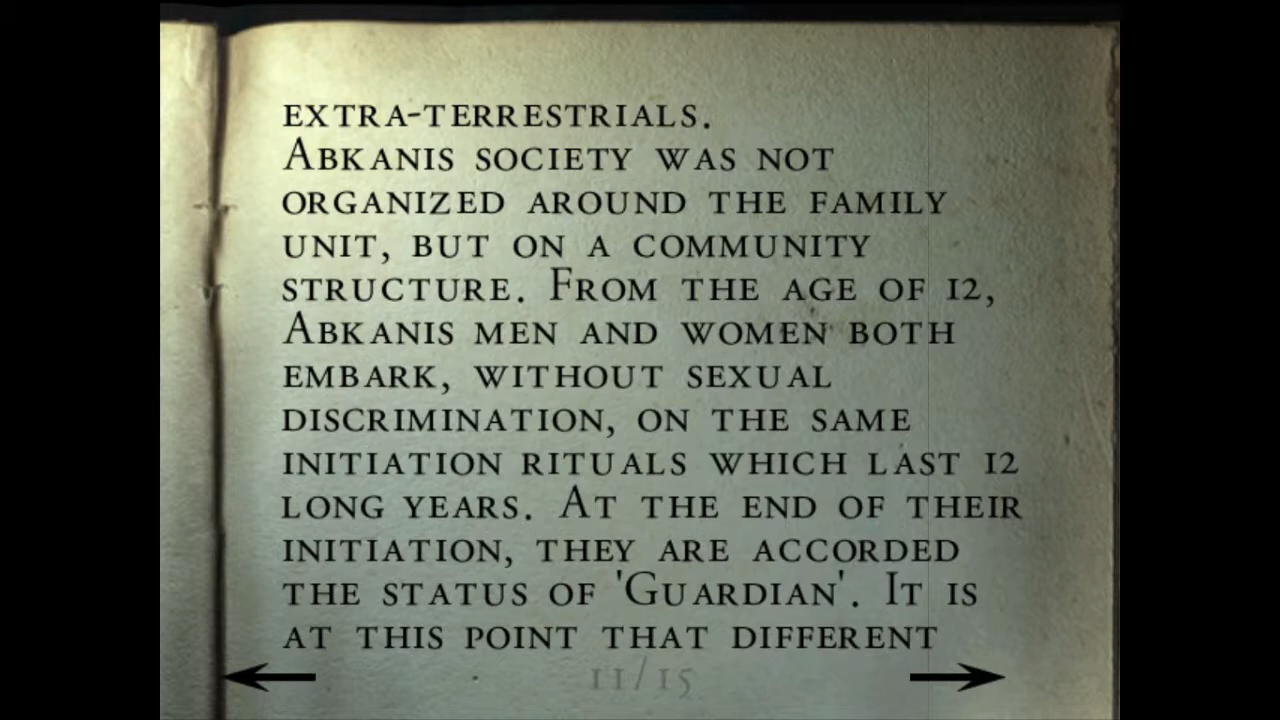 EXTRA-TERRESTRIALS.
ABKANIS SOCIETY WAS NOT
ORGANIZED AROUND THE FAMILY
UNIT, BUT ON A COMMUNITY
STRUCTURE. FROM THE AGE OF 12,
ABKANIS MEN AND WOMEN BOTH
EMBARK, WITHOUT SEXUAL
DISCRIMINATION, ON THE SAME
INITIATION RITUALS WHICH LAST 12
LONG YEARS. AT THE END OF THEIR
INITIATION, THEY ARE ACCORDED
THE STATUS OF 'GUARDIAN'. IT IS
AT THIS POINT THAT DIFFERENT
11/15